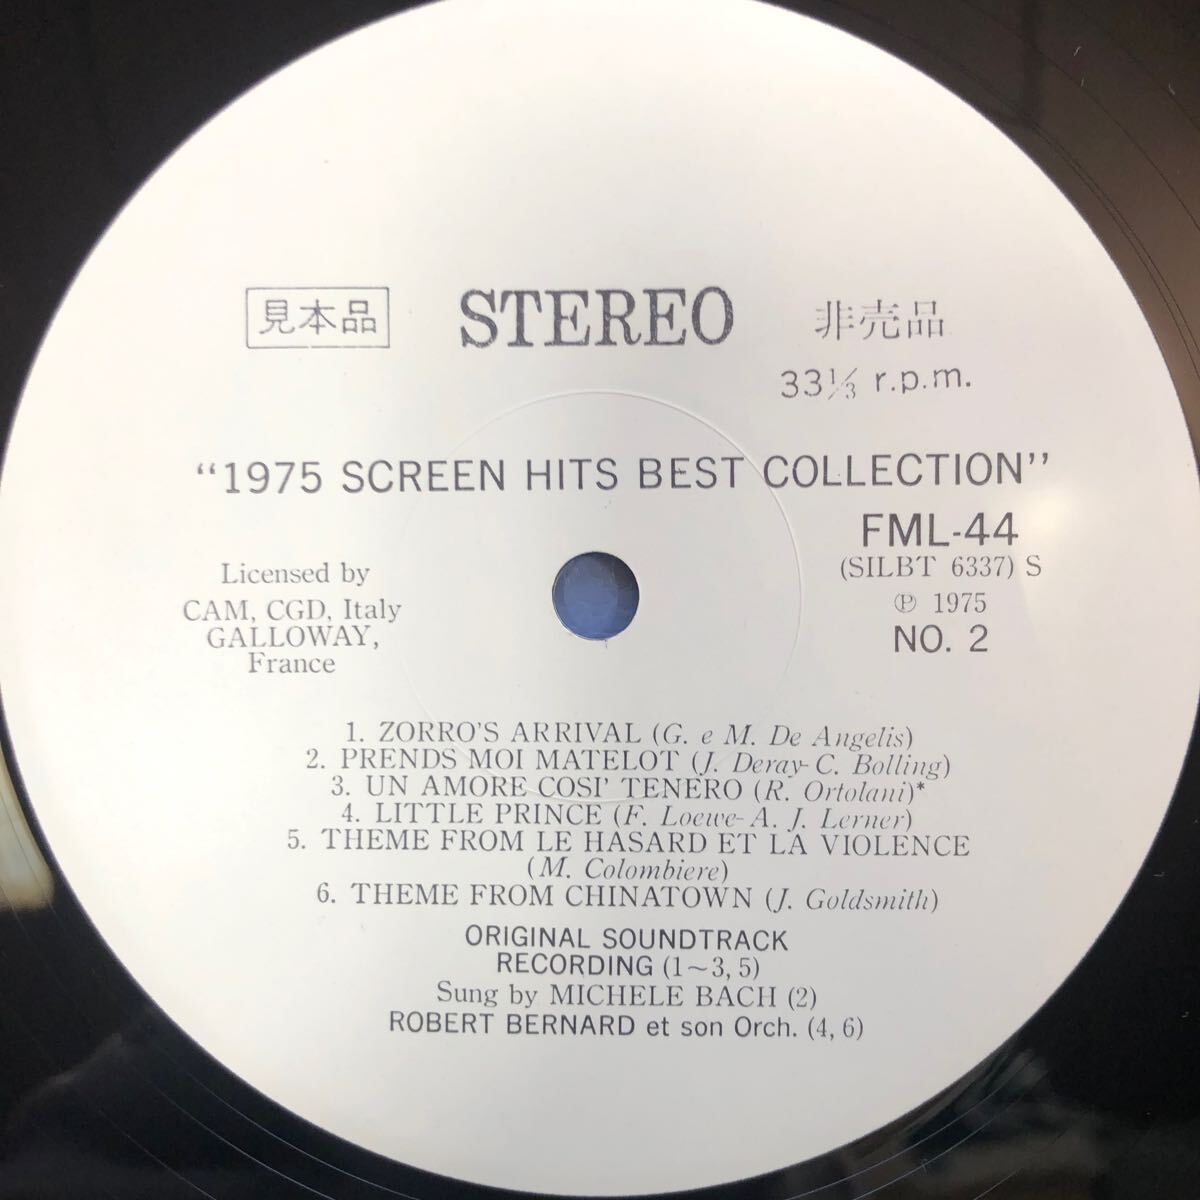 見本品 STEREO 非売品
33⅓ r.p.m.
"1975 SCREEN HITS BEST COLLECTION"
FML-44
(SILBT 6337) S
Ⓟ 1975
NO. 2
Licensed by
CAM, CGD, Italy
GALLOWAY,
France
1. ZORRO'S ARRIVAL (G. e M. De Angelis)
2. PRENDS MOI MATELOT (J. Deray-C. Bolling)
3. UN AMORE COSI' TENERO (R. Ortolani)*
4. LITTLE PRINCE (F. Loewe-A. J. Lerner)
5. THEME FROM LE HASARD ET LA VIOLENCE
(M. Colombiere)
6. THEME FROM CHINATOWN (J. Goldsmith)
ORIGINAL SOUNDTRACK
RECORDING (1~3, 5)
Sung by MICHELE BACH (2)
ROBERT BERNARD et son Orch. (4, 6)